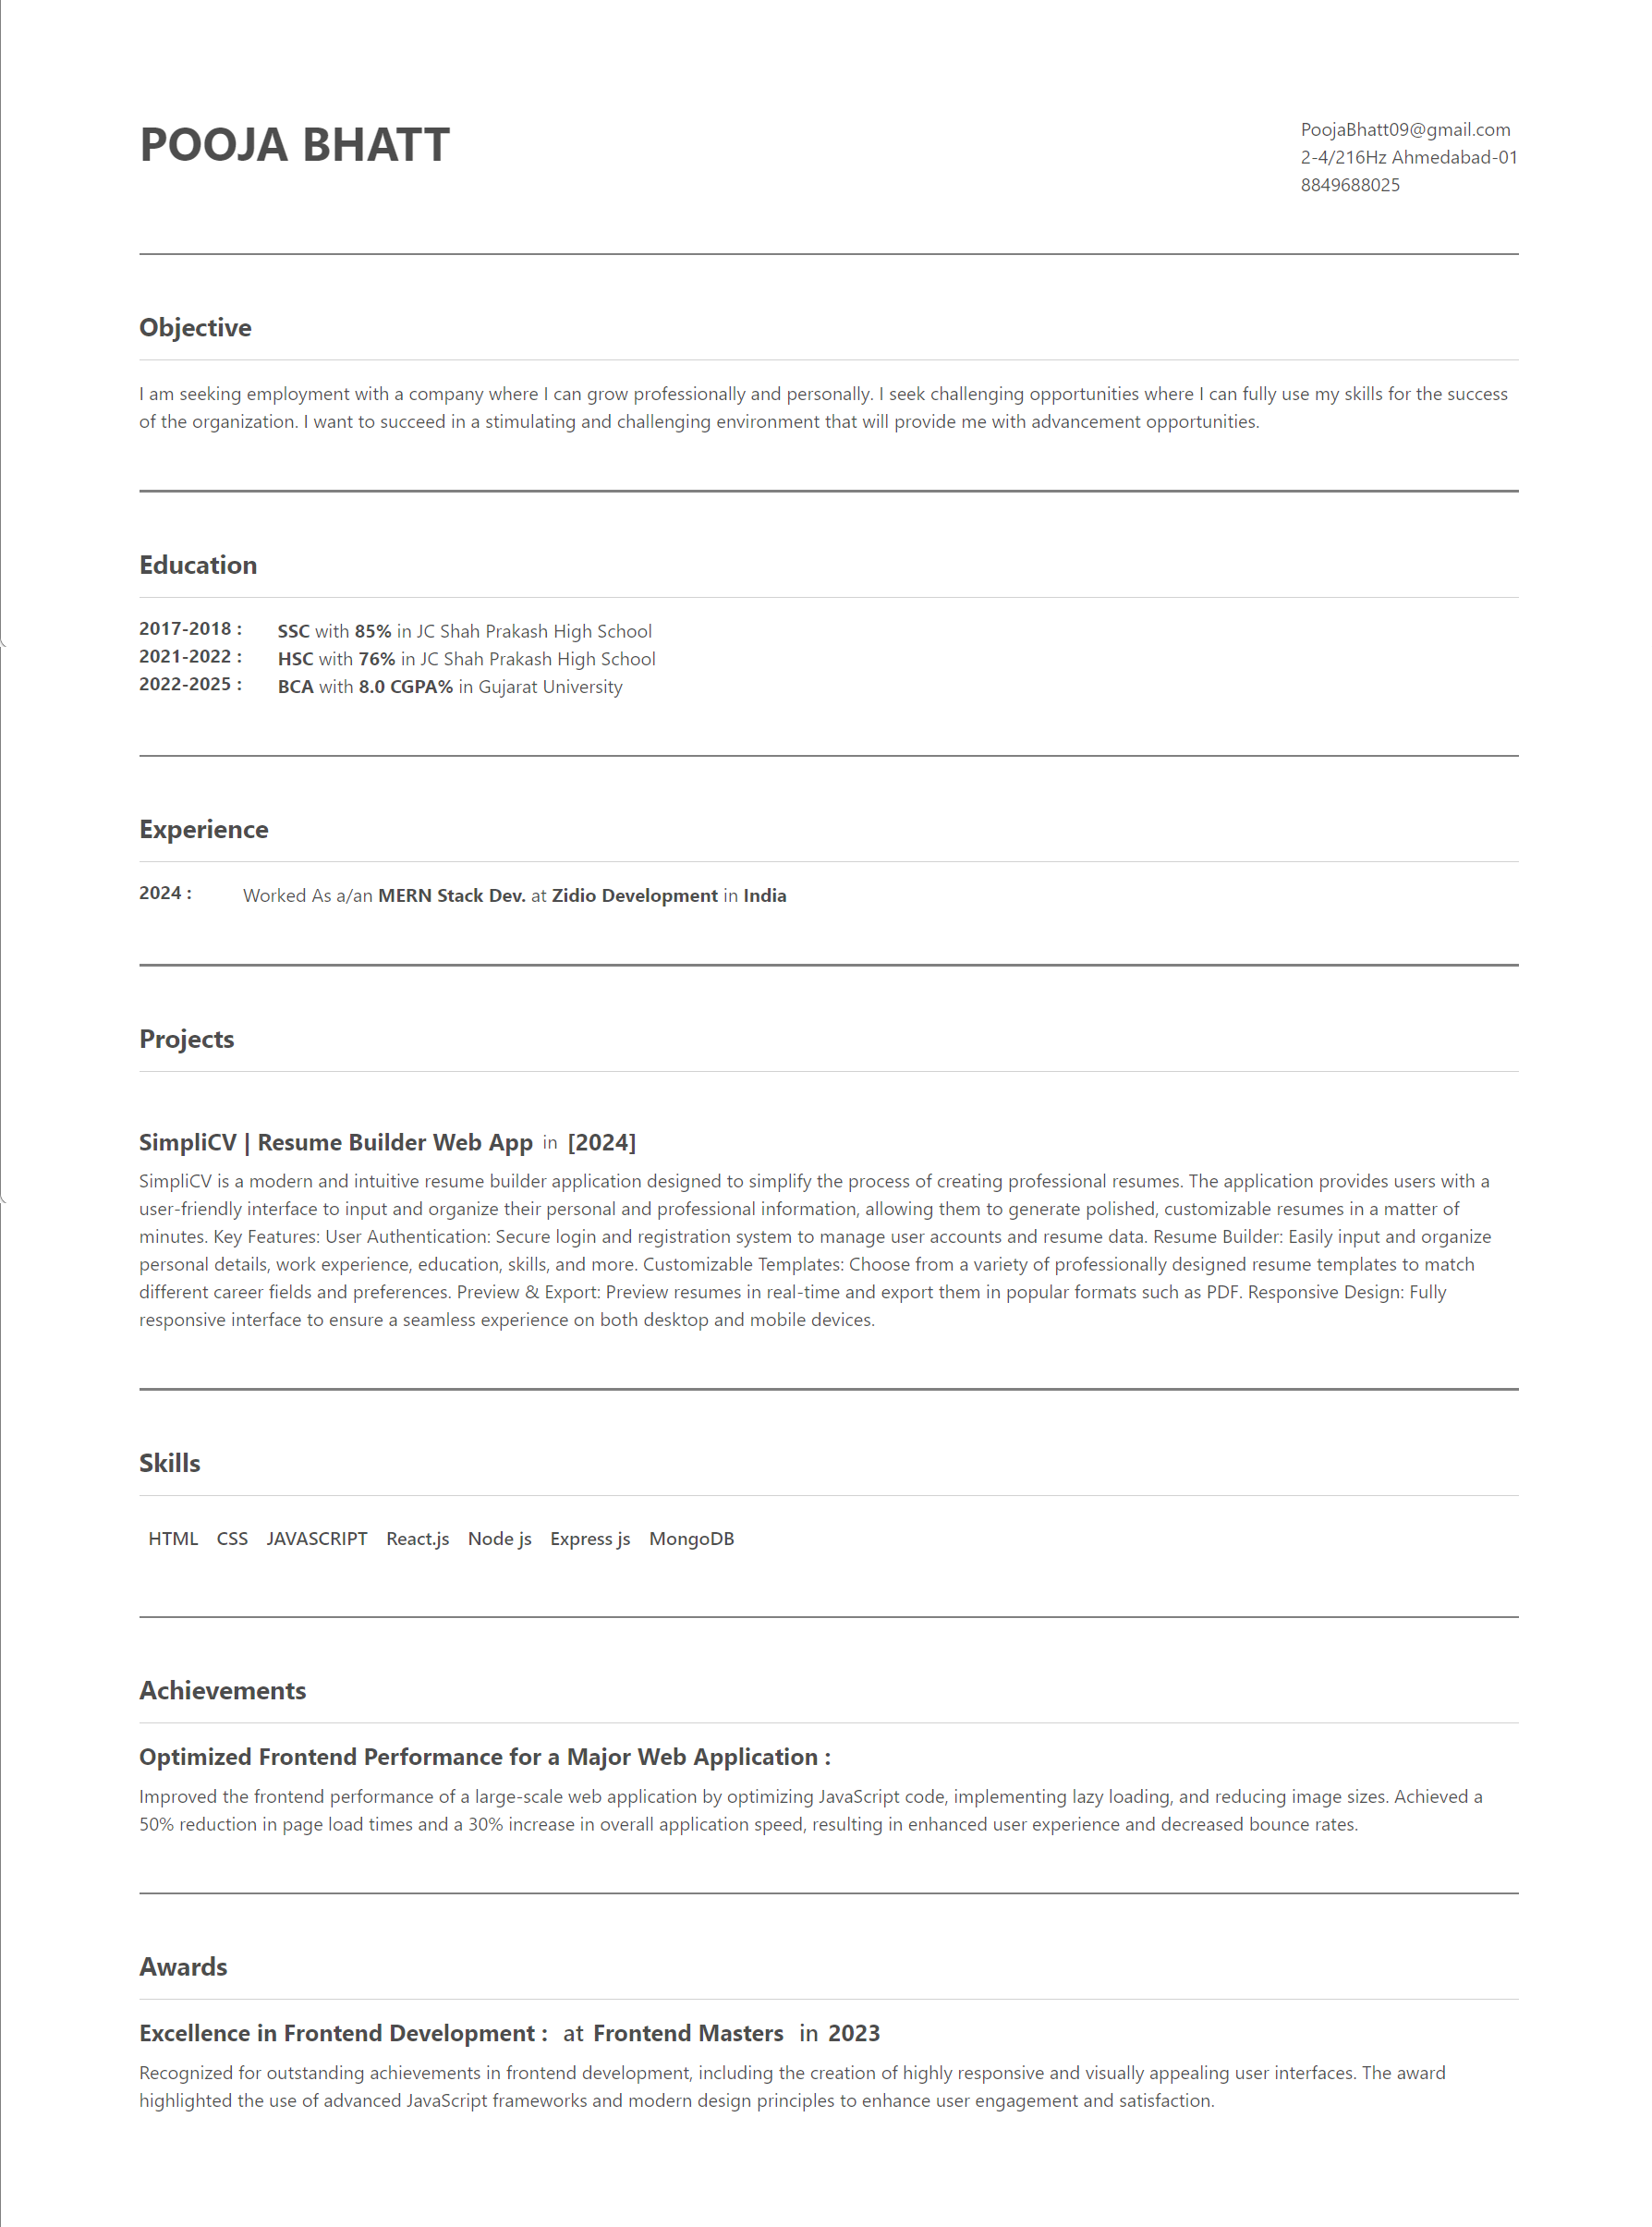 POOJA BHATT
PoojaBhatt09@gmail.com
2-4/216Hz Ahmedabad-01
8849688025
Objective
I am seeking employment with a company where I can grow professionally and personally. I seek challenging opportunities where I can fully use my skills for the success
of the organization. I want to succeed in a stimulating and challenging environment that will provide me with advancement opportunities.
Education
2017-2018 : SSC with 85% in JC Shah Prakash High School
2021-2022 : HSC with 76% in JC Shah Prakash High School
2022-2025 : BCA with 8.0 CGPA% in Gujarat University
Experience
2024 : Worked As a/an MERN Stack Dev. at Zidio Development in India
Projects
SimpliCV | Resume Builder Web App in [2024]
SimpliCV is a modern and intuitive resume builder application designed to simplify the process of creating professional resumes. The application provides users with a
user-friendly interface to input and organize their personal and professional information, allowing them to generate polished, customizable resumes in a matter of
minutes. Key Features: User Authentication: Secure login and registration system to manage user accounts and resume data. Resume Builder: Easily input and organize
personal details, work experience, education, skills, and more. Customizable Templates: Choose from a variety of professionally designed resume templates to match
different career fields and preferences. Preview & Export: Preview resumes in real-time and export them in popular formats such as PDF. Responsive Design: Fully
responsive interface to ensure a seamless experience on both desktop and mobile devices.
Skills
HTML CSS JAVASCRIPT React.js Node js Express js MongoDB
Achievements
Optimized Frontend Performance for a Major Web Application :
Improved the frontend performance of a large-scale web application by optimizing JavaScript code, implementing lazy loading, and reducing image sizes. Achieved a
50% reduction in page load times and a 30% increase in overall application speed, resulting in enhanced user experience and decreased bounce rates.
Awards
Excellence in Frontend Development : at Frontend Masters in 2023
Recognized for outstanding achievements in frontend development, including the creation of highly responsive and visually appealing user interfaces. The award
highlighted the use of advanced JavaScript frameworks and modern design principles to enhance user engagement and satisfaction.